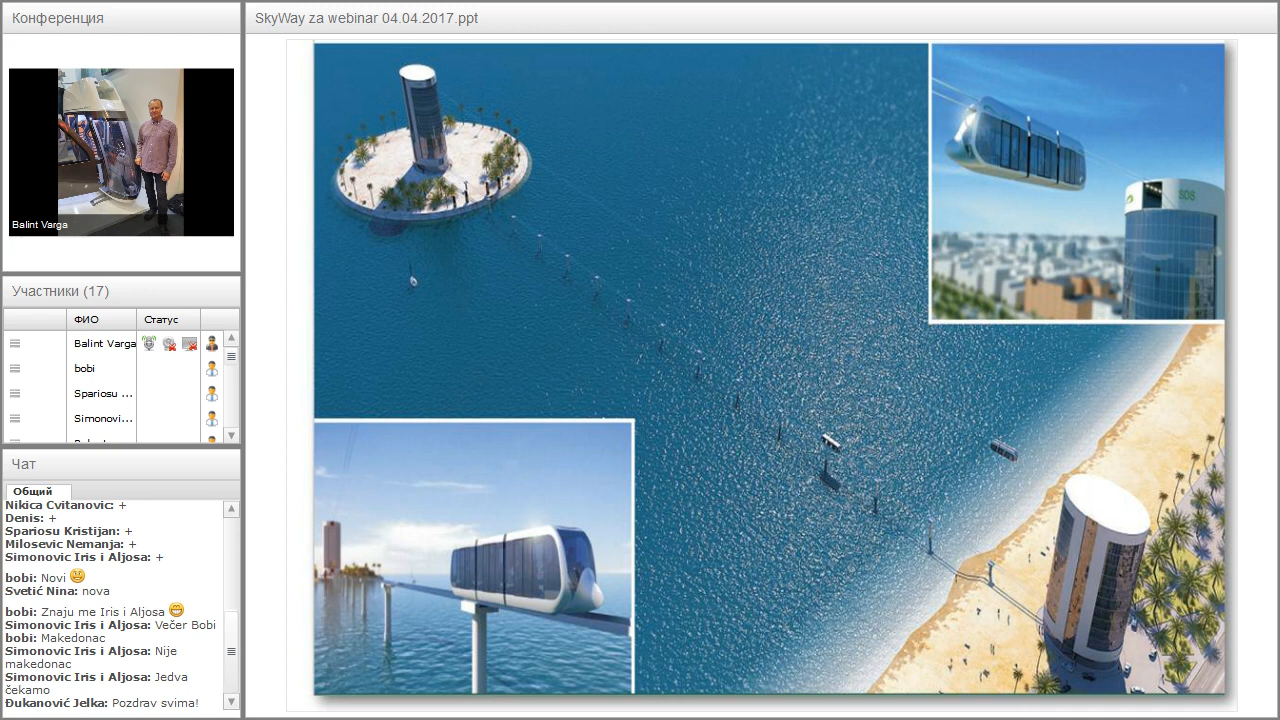 Конференция
Balint Varga
Участники (17)
ФИО Статус
Balint Varga
bobi
Spariosu ...
Simonovi...
Чат
Общий
Nikica Cvitanovic: +
Denis: +
Spariosu Kristijan: +
Milosevic Nemanja: +
Simonovic Iris i Aljosa: +
bobi: Novi
Svetić Nina: nova
bobi: Znaju me Iris i Aljosa
Simonovic Iris i Aljosa: Večer Bobi
bobi: Makedonac
Simonovic Iris i Aljosa: Nije
makedonac
Simonovic Iris i Aljosa: Jedva
čekamo
Đukanović Jelka: Pozdrav svima!
SkyWay za webinar 04.04.2017.ppt
SDS